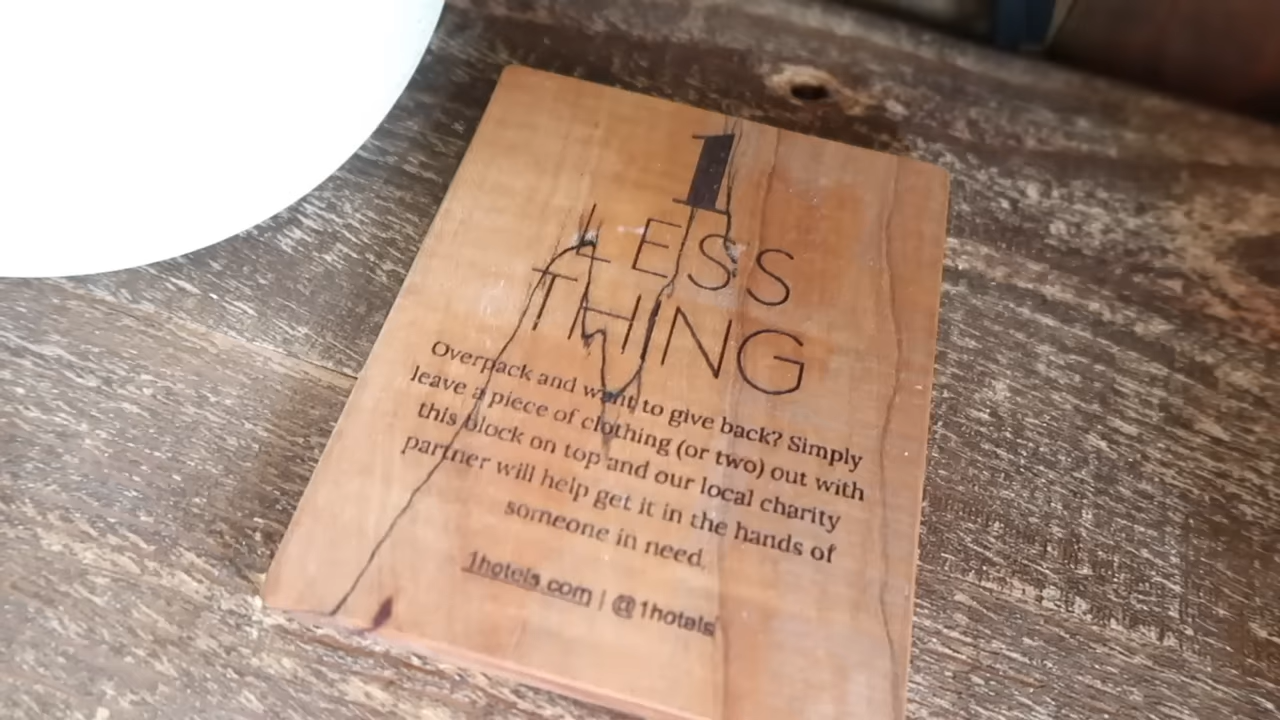 1
LESS
THING
Overpack and want to give back? Simply
leave a piece of clothing (or two) out with
this block on top and our local charity
partner will help get it in the hands of
someone in need.
1hotels.com | @1hotels